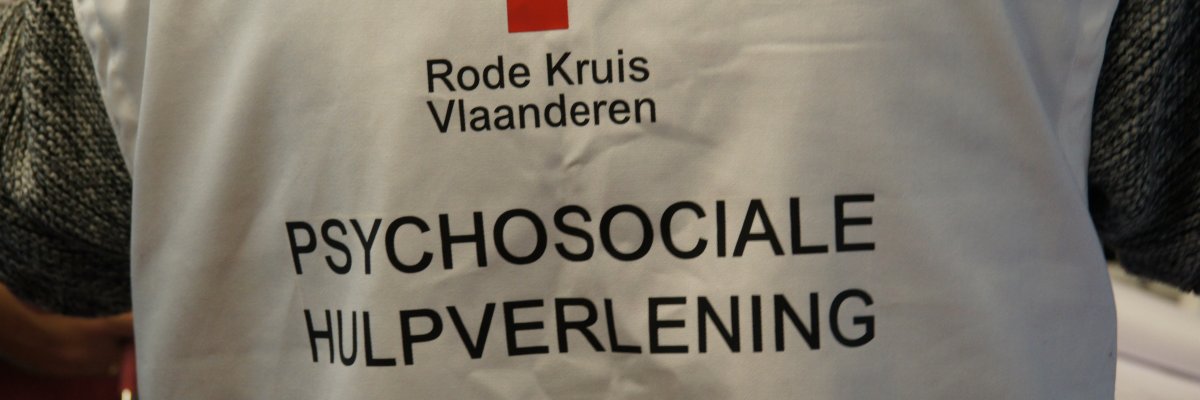 Rode Kruis
Vlaanderen
PSYCHOSOCIALE
HULPVERLENING